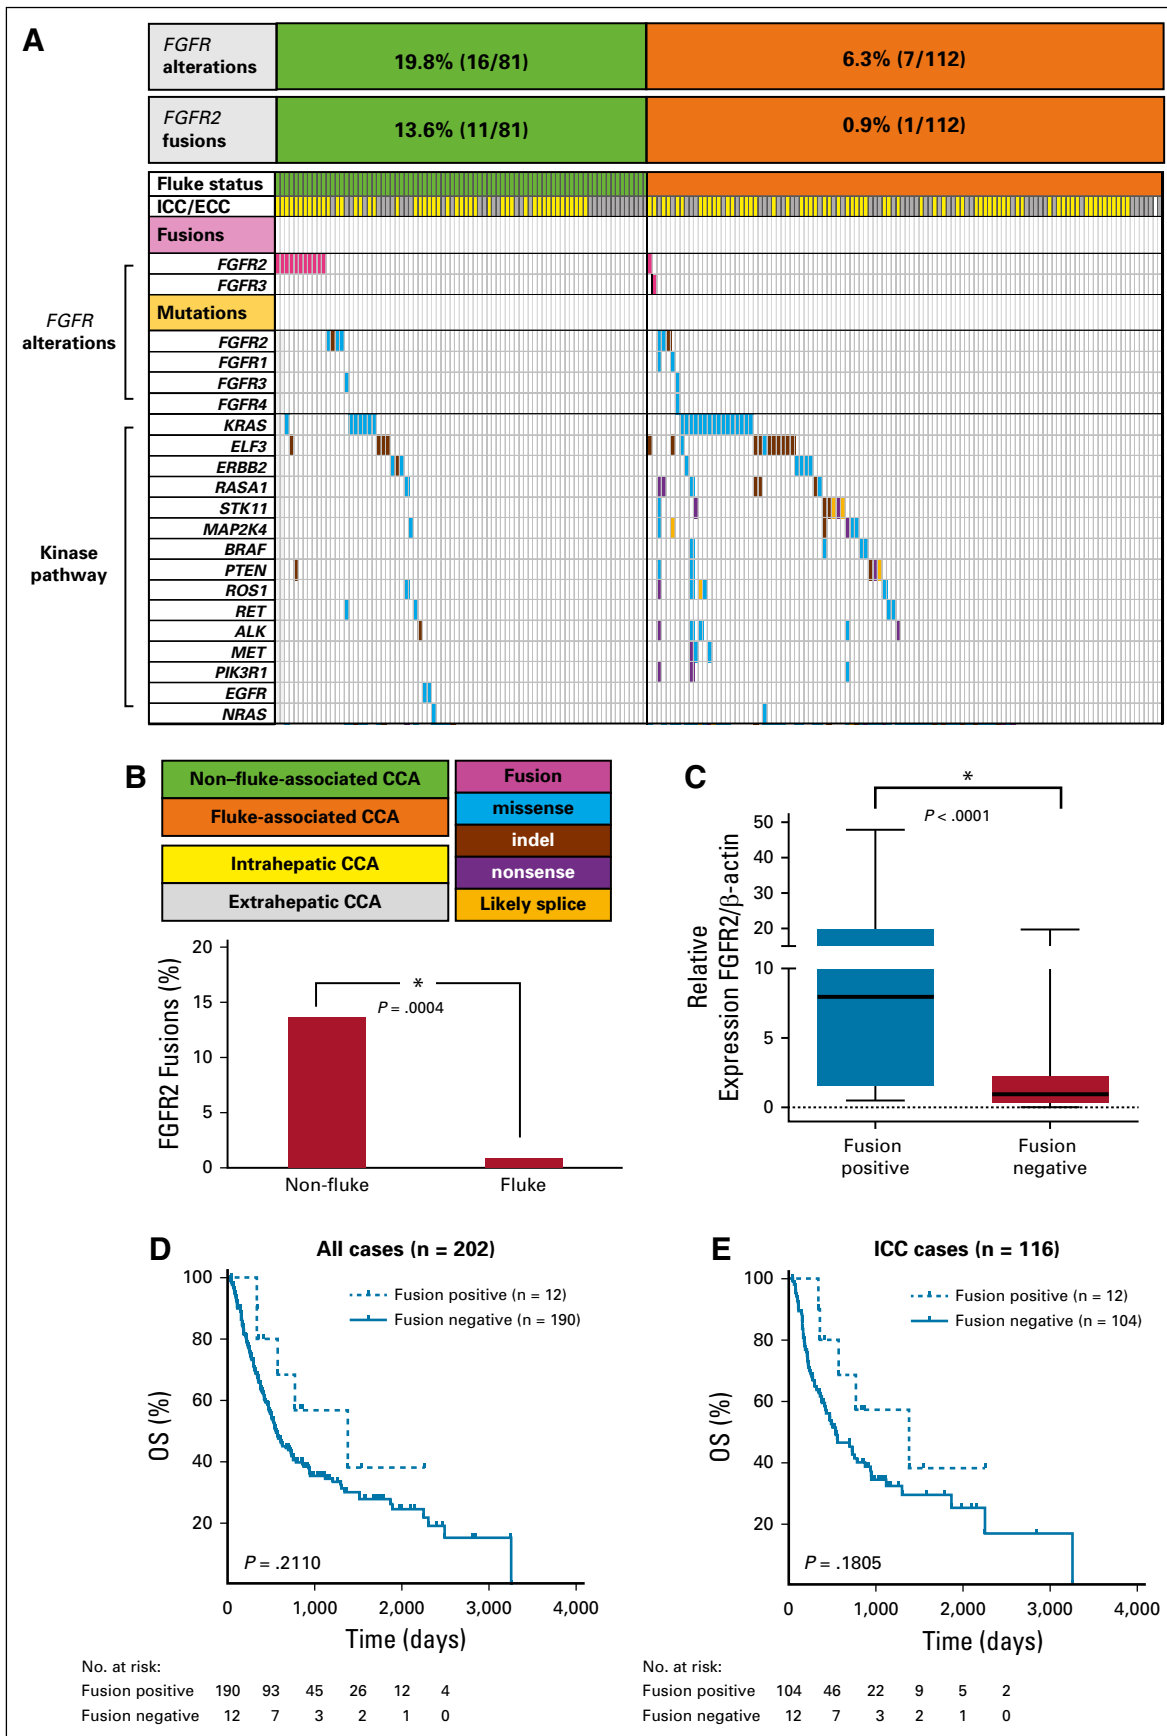 A
FGFR
alterations
19.8% (16/81)
6.3% (7/112)
FGFR2
fusions
13.6% (11/81)
0.9% (1/112)
Fluke status
ICC/ECC
Fusions
FGFR2
FGFR3
Mutations
FGFR2
FGFR1
FGFR3
FGFR4
FGFR
alterations
KRAS
ELF3
ERBB2
RASA1
STK11
MAP2K4
BRAF
PTEN
ROS1
RET
ALK
MET
PIK3R1
EGFR
NRAS
Kinase
pathway
B
Non–fluke-associated CCA
Fluke-associated CCA
Intrahepatic CCA
Extrahepatic CCA
Fusion
missense
indel
nonsense
Likely splice
FGFR2 Fusions (%)
20
15
10
5
0
*
P = .0004
Non-fluke
Fluke
C
Relative
Expression FGFR2/β-actin
50
40
30
20
10
5
0
*
P < .0001
Fusion
positive
Fusion
negative
D
All cases (n = 202)
OS (%)
100
80
60
40
20
Fusion positive (n = 12)
Fusion negative (n = 190)
P = .2110
0 1,000 2,000 3,000 4,000
Time (days)
No. at risk:
Fusion positive 190 93 45 26 12 4
Fusion negative 12 7 3 2 1 0
E
ICC cases (n = 116)
OS (%)
100
80
60
40
20
Fusion positive (n = 12)
Fusion negative (n = 104)
P = .1805
0 1,000 2,000 3,000 4,000
Time (days)
No. at risk:
Fusion positive 104 46 22 9 5 2
Fusion negative 12 7 3 2 1 0